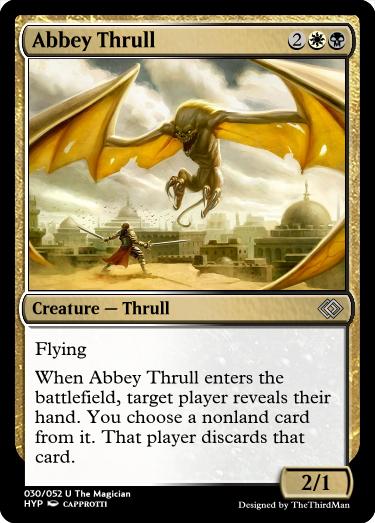 Abbey Thrull 2
Creature — Thrull
Flying
When Abbey Thrull enters the
battlefield, target player reveals their
hand. You choose a nonland card
from it. That player discards that
card.
2/1
030/052 U The Magician
HYP CAPPROTTI
Designed by TheThirdMan